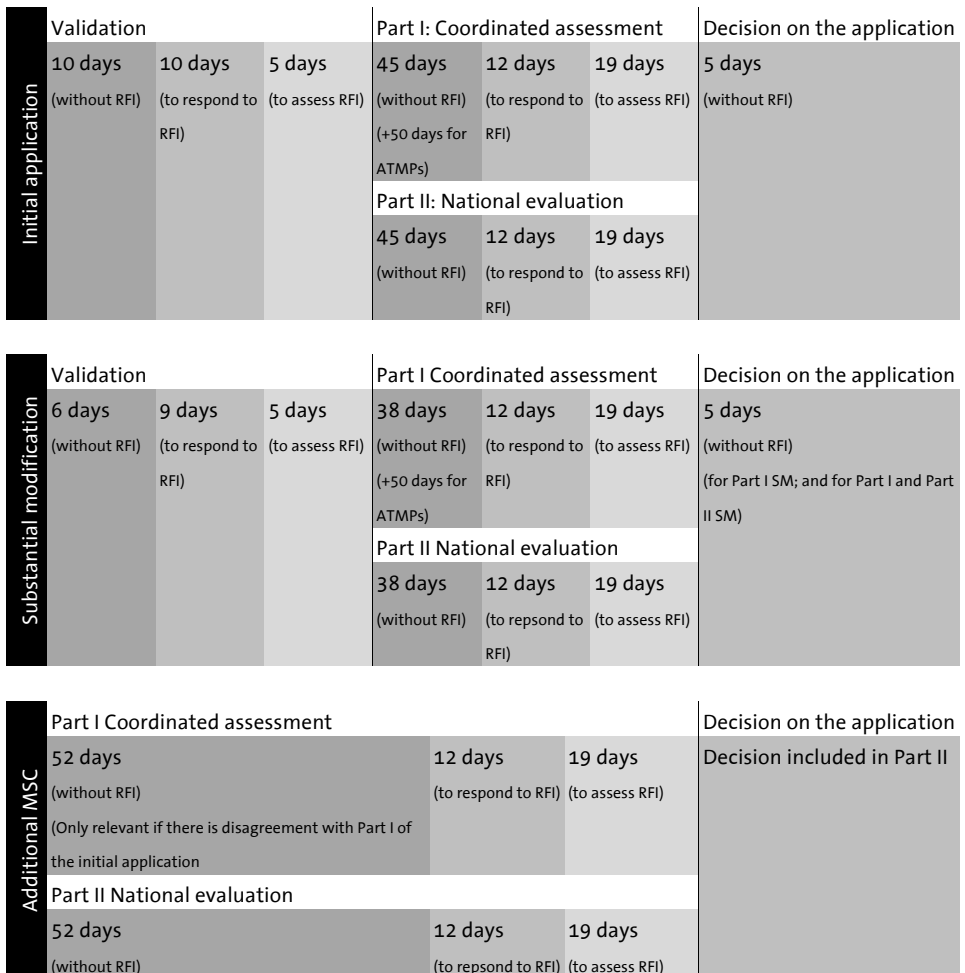 Initial application
Validation
10 days
(without RFI)
10 days
(to respond to
RFI)
5 days
(to assess RFI)
Part I: Coordinated assessment
45 days
(without RFI)
(+50 days for
ATMPs)
12 days
(to respond to
RFI)
19 days
(to assess RFI)
Part II: National evaluation
45 days
(without RFI)
12 days
(to respond to
RFI)
19 days
(to assess RFI)
Decision on the application
5 days
(without RFI)
Substantial modification
Validation
6 days
(without RFI)
9 days
(to respond to
RFI)
5 days
(to assess RFI)
Part I Coordinated assessment
38 days
(without RFI)
(+50 days for
ATMPs)
12 days
(to respond to
RFI)
19 days
(to assess RFI)
Part II National evaluation
38 days
(without RFI)
12 days
(to repsond to
RFI)
19 days
(to assess RFI)
Decision on the application
5 days
(without RFI)
(for Part I SM; and for Part I and Part
II SM)
Additional MSC
Part I Coordinated assessment
52 days
(without RFI)
(Only relevant if there is disagreement with Part I of
the initial application
12 days
(to respond to RFI)
19 days
(to assess RFI)
Part II National evaluation
52 days
(without RFI)
12 days
(to repsond to RFI)
19 days
(to assess RFI)
Decision on the application
Decision included in Part II